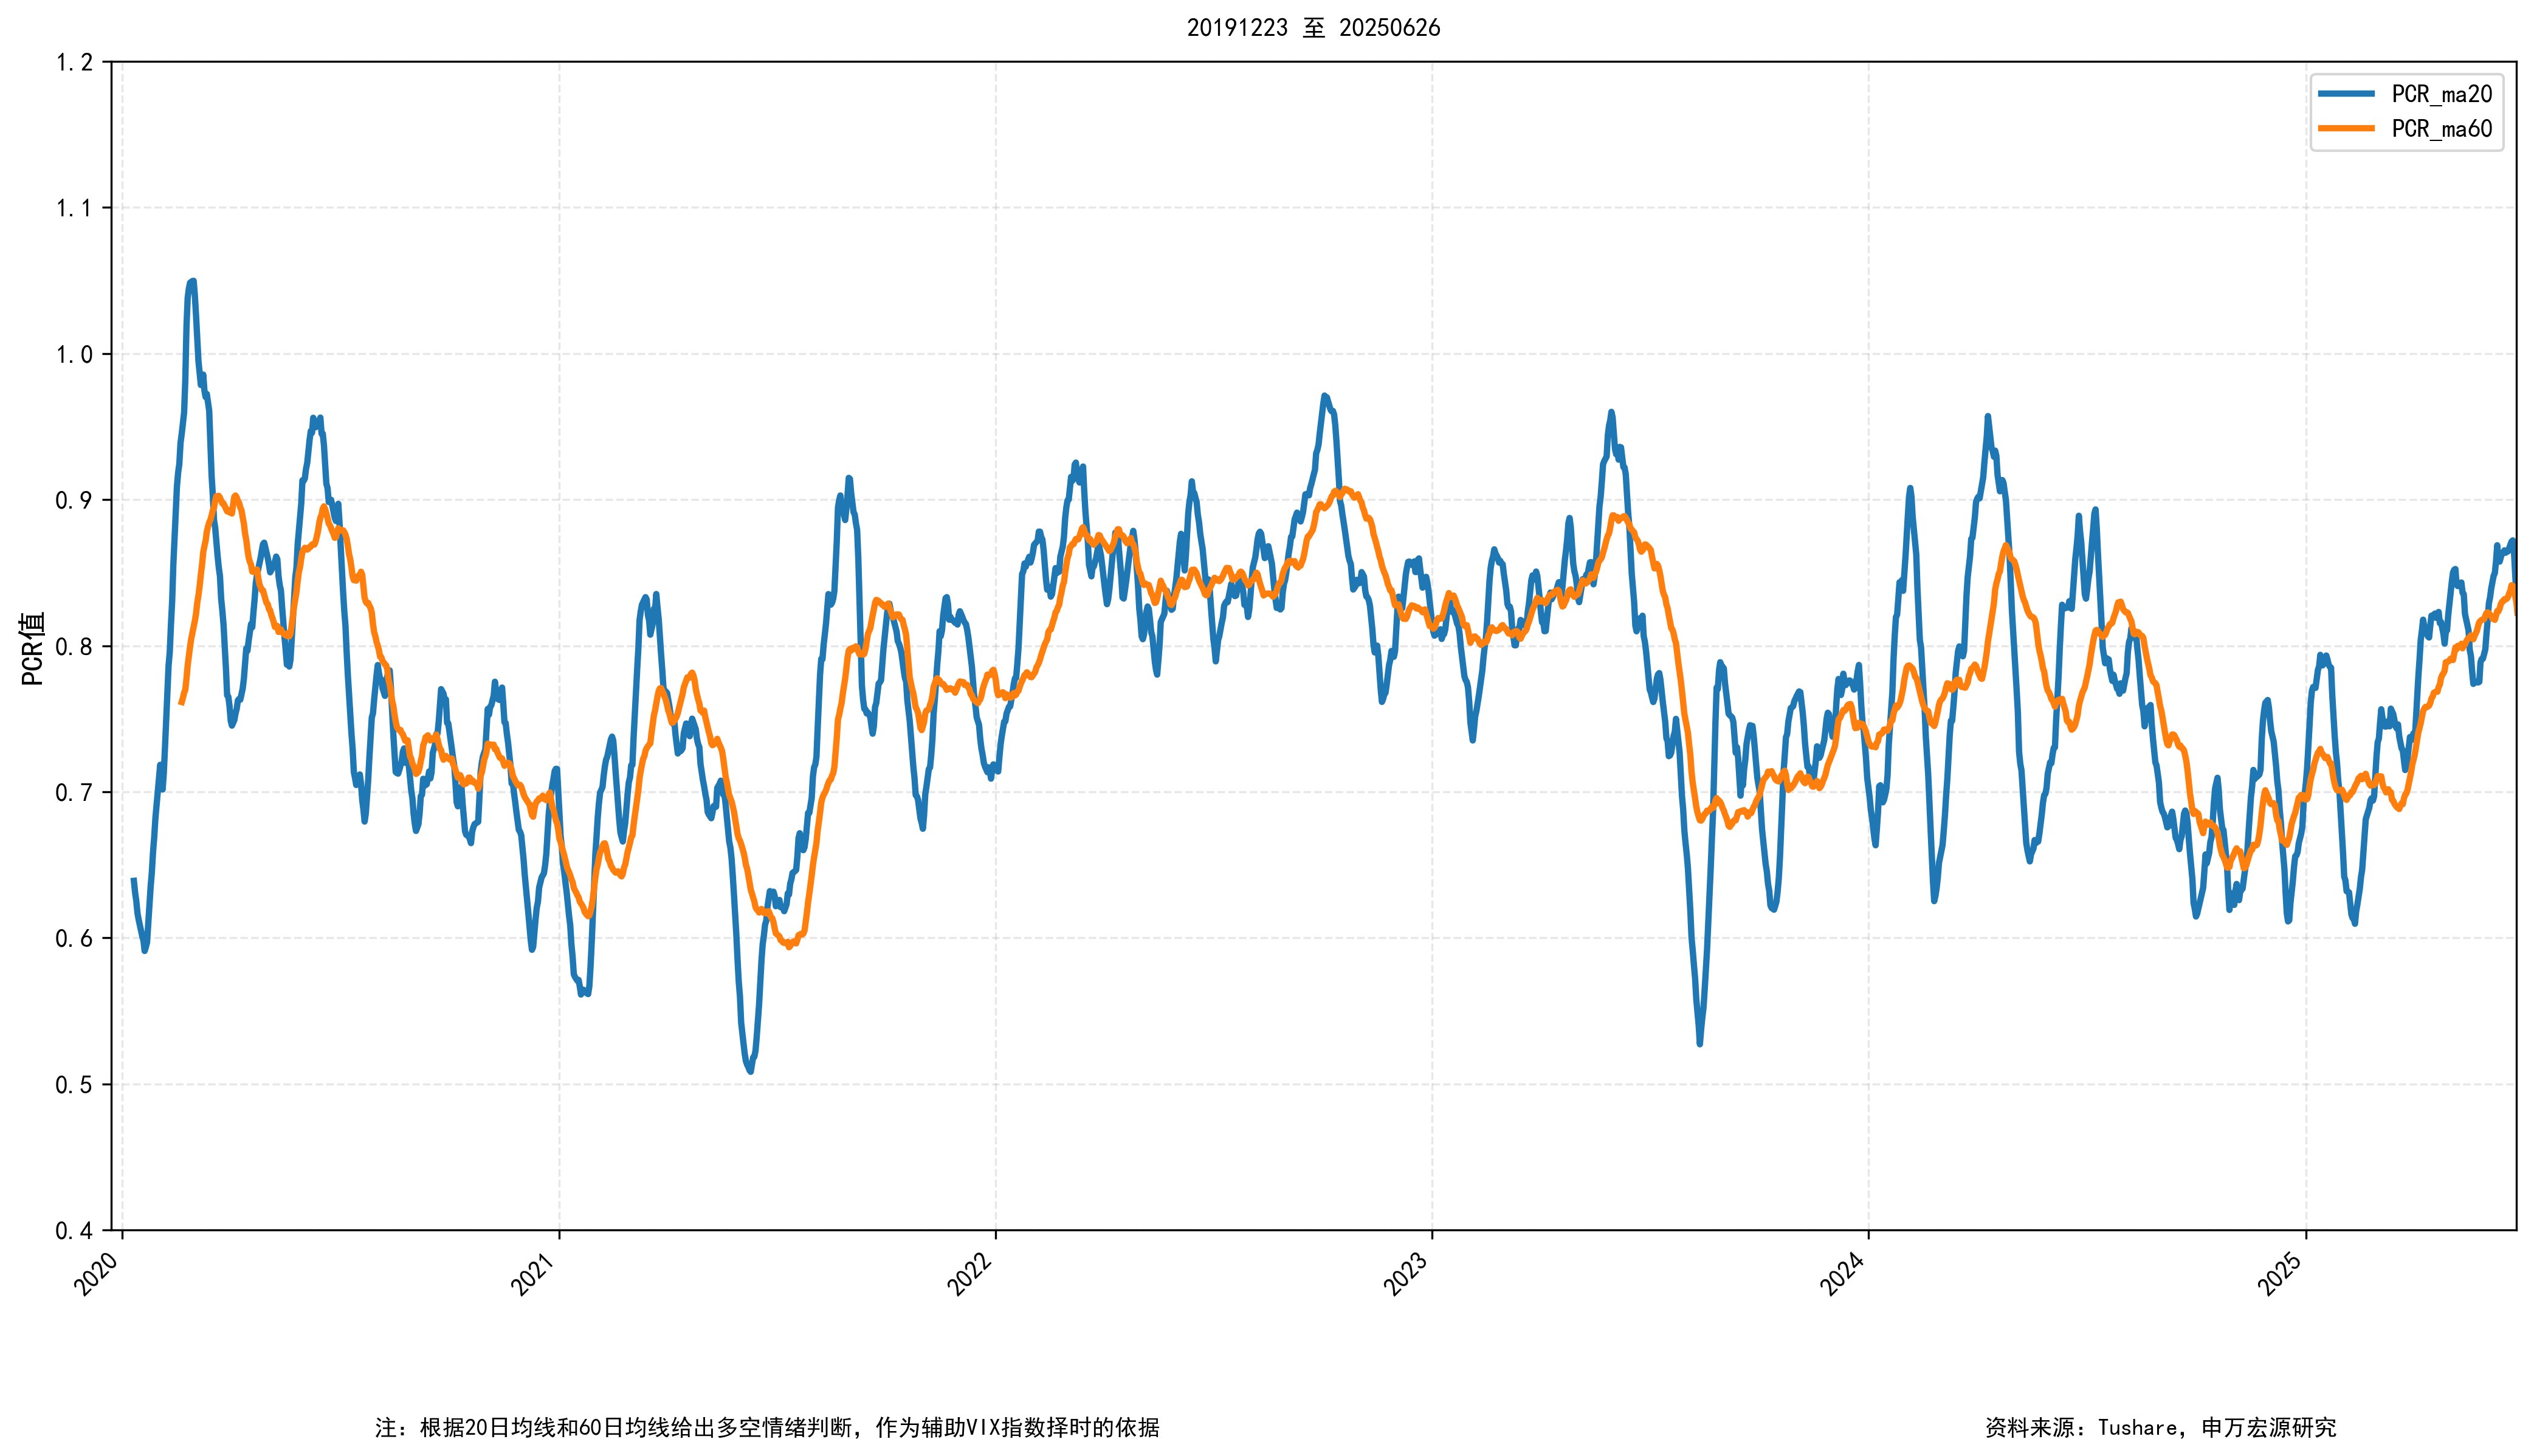 20191223 至 20250626
1.2
1.1
1.0
0.9
0.8
0.7
0.6
0.5
0.4
PCR值
PCR_ma20
PCR_ma60
2020
2021
2022
2023
2024
2025
注：根据20日均线和60日均线给出多空情绪判断，作为辅助VIX指数择时的依据
资料来源：Tushare，申万宏源研究